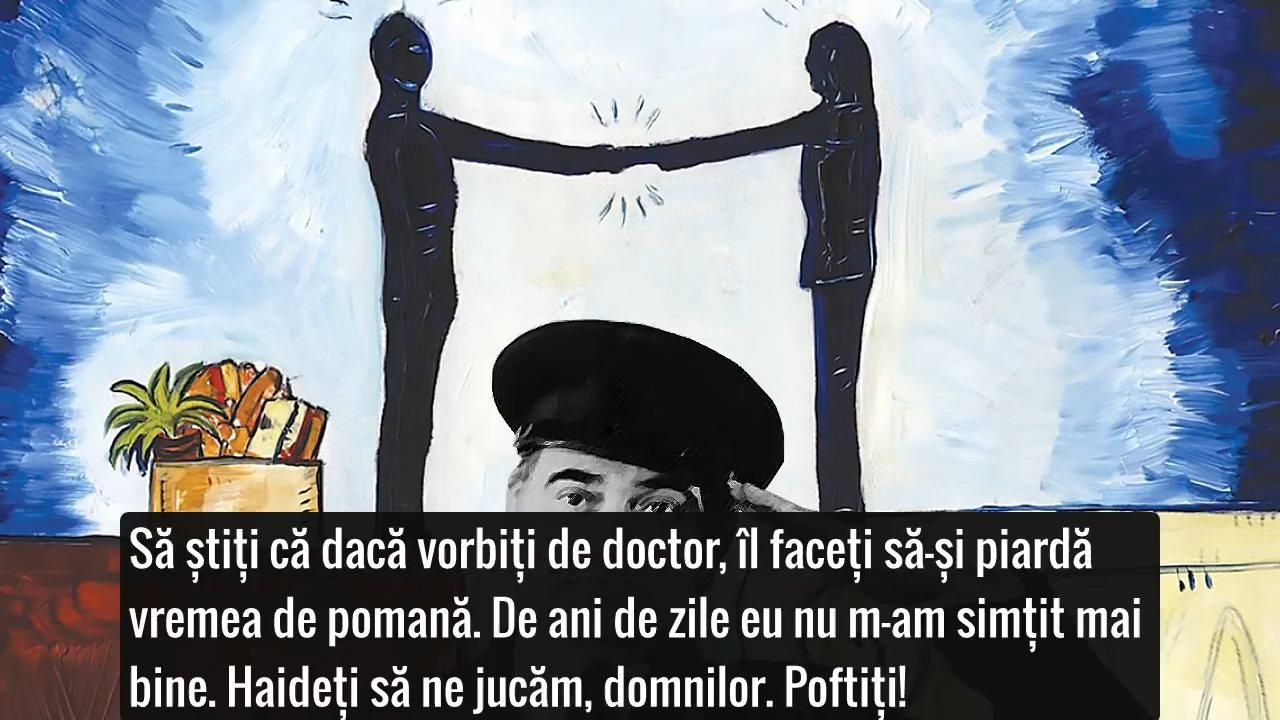 Să știți că dacă vorbiți de doctor, îl faceți să-și piardă
vremea de pomană. De ani de zile eu nu m-am simțit mai
bine. Haideți să ne jucăm, domnilor. Poftiți!